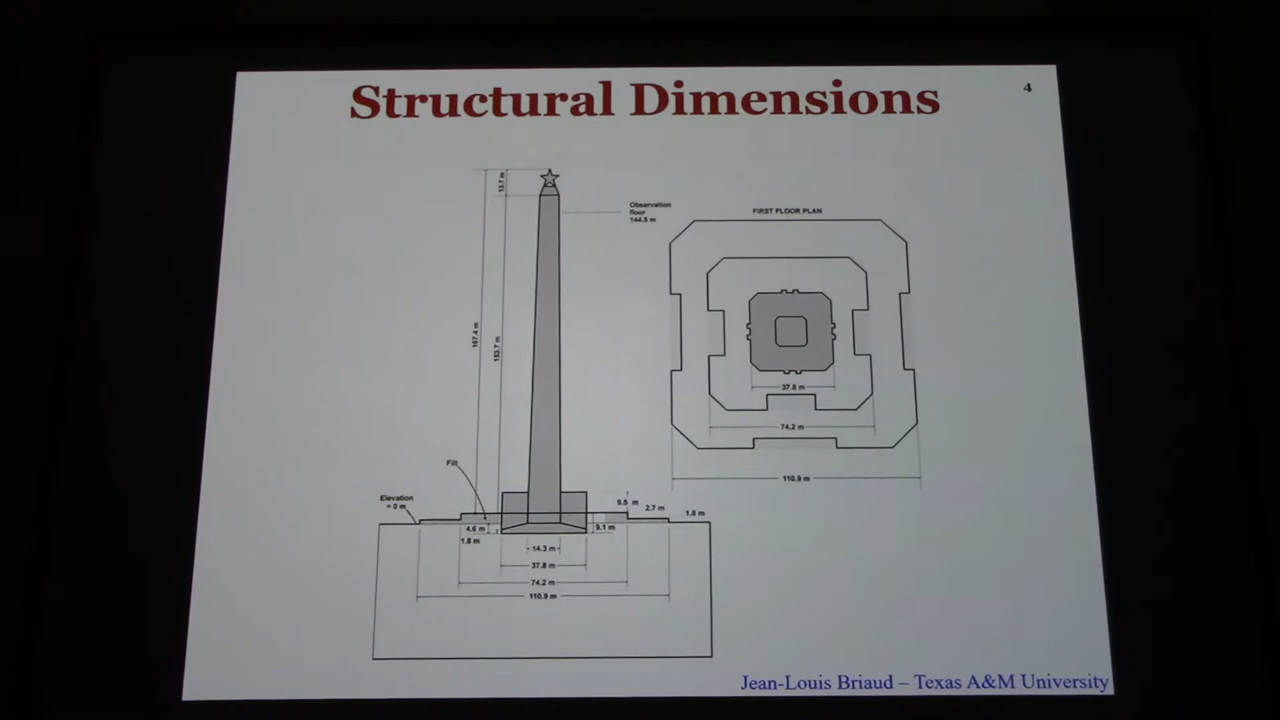 Structural Dimensions
4
13.7 m
Observation
floor
144.5 m
FIRST FLOOR PLAN
167.4 m
153.7 m
37.8 m
74.2 m
110.9 m
Fill
Elevation
= 0 m
9.5 m
2.7 m
1.8 m
4.6 m
9.1 m
1.8 m
14.3 m
37.8 m
74.2 m
110.9 m
Jean-Louis Briaud – Texas A&M University